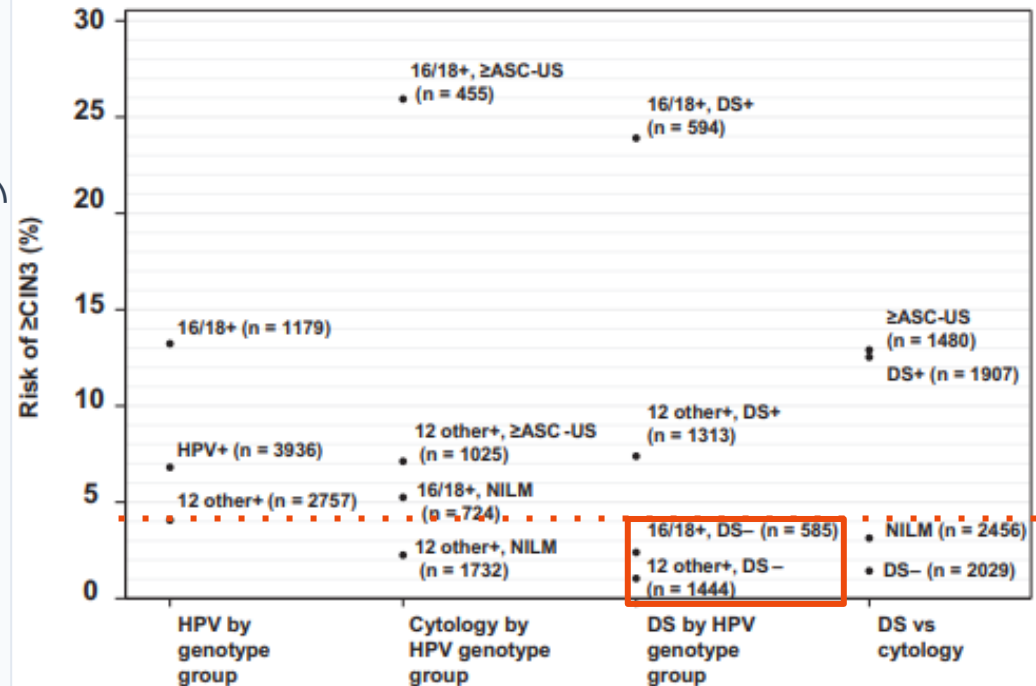 30
25
20
15
10
5
0
Risk of ≥CIN3 (%)
16/18+ (n = 1179)
HPV+ (n = 3936)
12 other+ (n = 2757)
16/18+, ≥ASC-US
(n = 455)
12 other+, ≥ASC-US
(n = 1025)
16/18+, NILM
(n = 724)
12 other+, NILM
(n = 1732)
16/18+, DS+
(n = 594)
12 other+, DS+
(n = 1313)
16/18+, DS– (n = 585)
12 other+, DS–
(n = 1444)
≥ASC-US
(n = 1480)
DS+ (n = 1907)
NILM (n = 2456)
DS– (n = 2029)
HPV by
genotype
group
Cytology by
HPV genotype
group
DS by HPV
genotype
group
DS vs
cytology